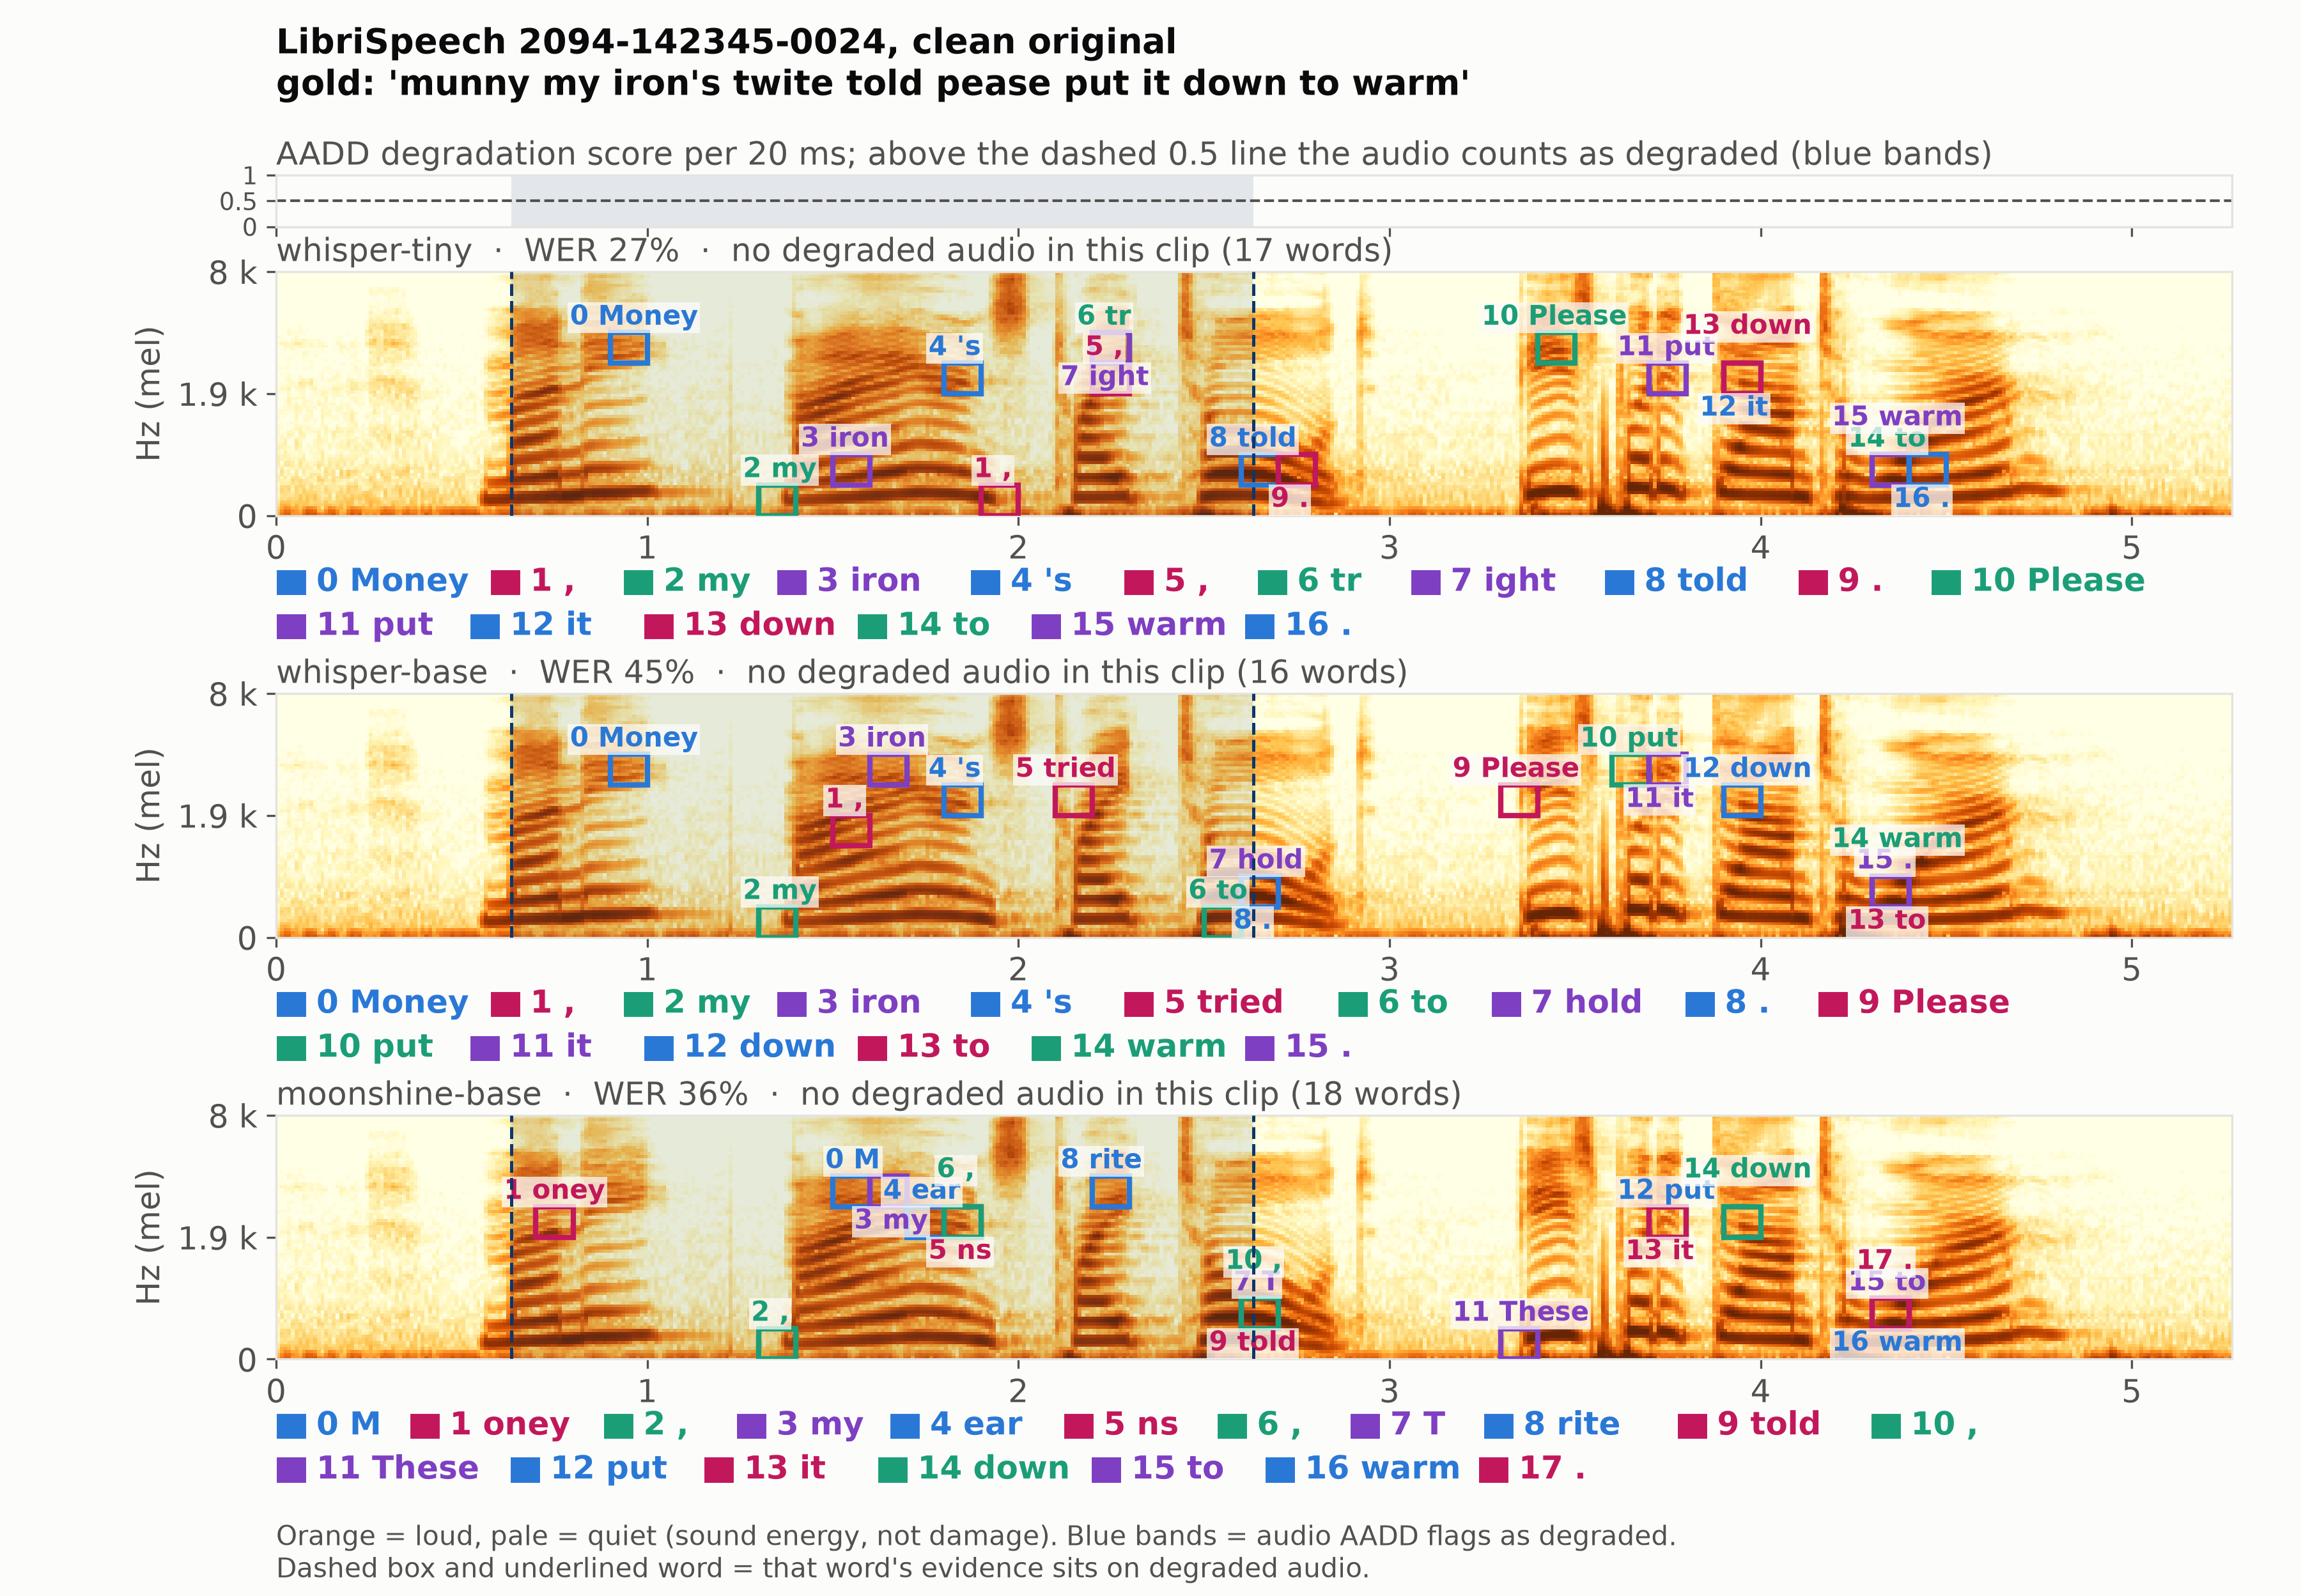 LibriSpeech 2094-142345-0024, clean original
gold: 'munny my iron's twite told pease put it down to warm'
AADD degradation score per 20 ms; above the dashed 0.5 line the audio counts as degraded (blue bands)
1
0.5
0
whisper-tiny · WER 27% · no degraded audio in this clip (17 words)
8 k
1.9 k
0
Hz (mel)
0 Money
6 tr
10 Please
13 down
4 's
5 ,
11 put
7 ight
12 it
15 warm
3 iron
8 told
14 to
2 my
1 ,
9 .
16 .
0 1 2 3 4 5
0 Money 1 , 2 my 3 iron 4 's 5 , 6 tr 7 ight 8 told 9 . 10 Please
11 put 12 it 13 down 14 to 15 warm 16 .
whisper-base · WER 45% · no degraded audio in this clip (16 words)
8 k
1.9 k
0
Hz (mel)
0 Money
3 iron
10 put
4 's
5 tried
9 Please
12 down
1 ,
11 it
14 warm
7 hold
15 .
2 my
6 to
8 .
13 to
0 1 2 3 4 5
0 Money 1 , 2 my 3 iron 4 's 5 tried 6 to 7 hold 8 . 9 Please
10 put 11 it 12 down 13 to 14 warm 15 .
moonshine-base · WER 36% · no degraded audio in this clip (18 words)
8 k
1.9 k
0
Hz (mel)
0 M
6 ,
8 rite
14 down
1 oney
4 ear
12 put
3 my
5 ns
13 it
10 ,
17 .
7 T
15 to
2 ,
11 These
9 told
16 warm
0 1 2 3 4 5
0 M 1 oney 2 , 3 my 4 ear 5 ns 6 , 7 T 8 rite 9 told 10 ,
11 These 12 put 13 it 14 down 15 to 16 warm 17 .
Orange = loud, pale = quiet (sound energy, not damage). Blue bands = audio AADD flags as degraded.
Dashed box and underlined word = that word's evidence sits on degraded audio.